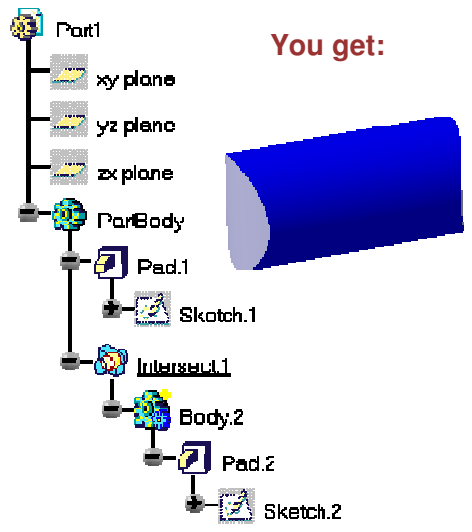 Part1
You get:
xy plane
yz plane
zx plane
PartBody
Pad.1
Sketch.1
Intersect.1
Body.2
Pad.2
Sketch.2